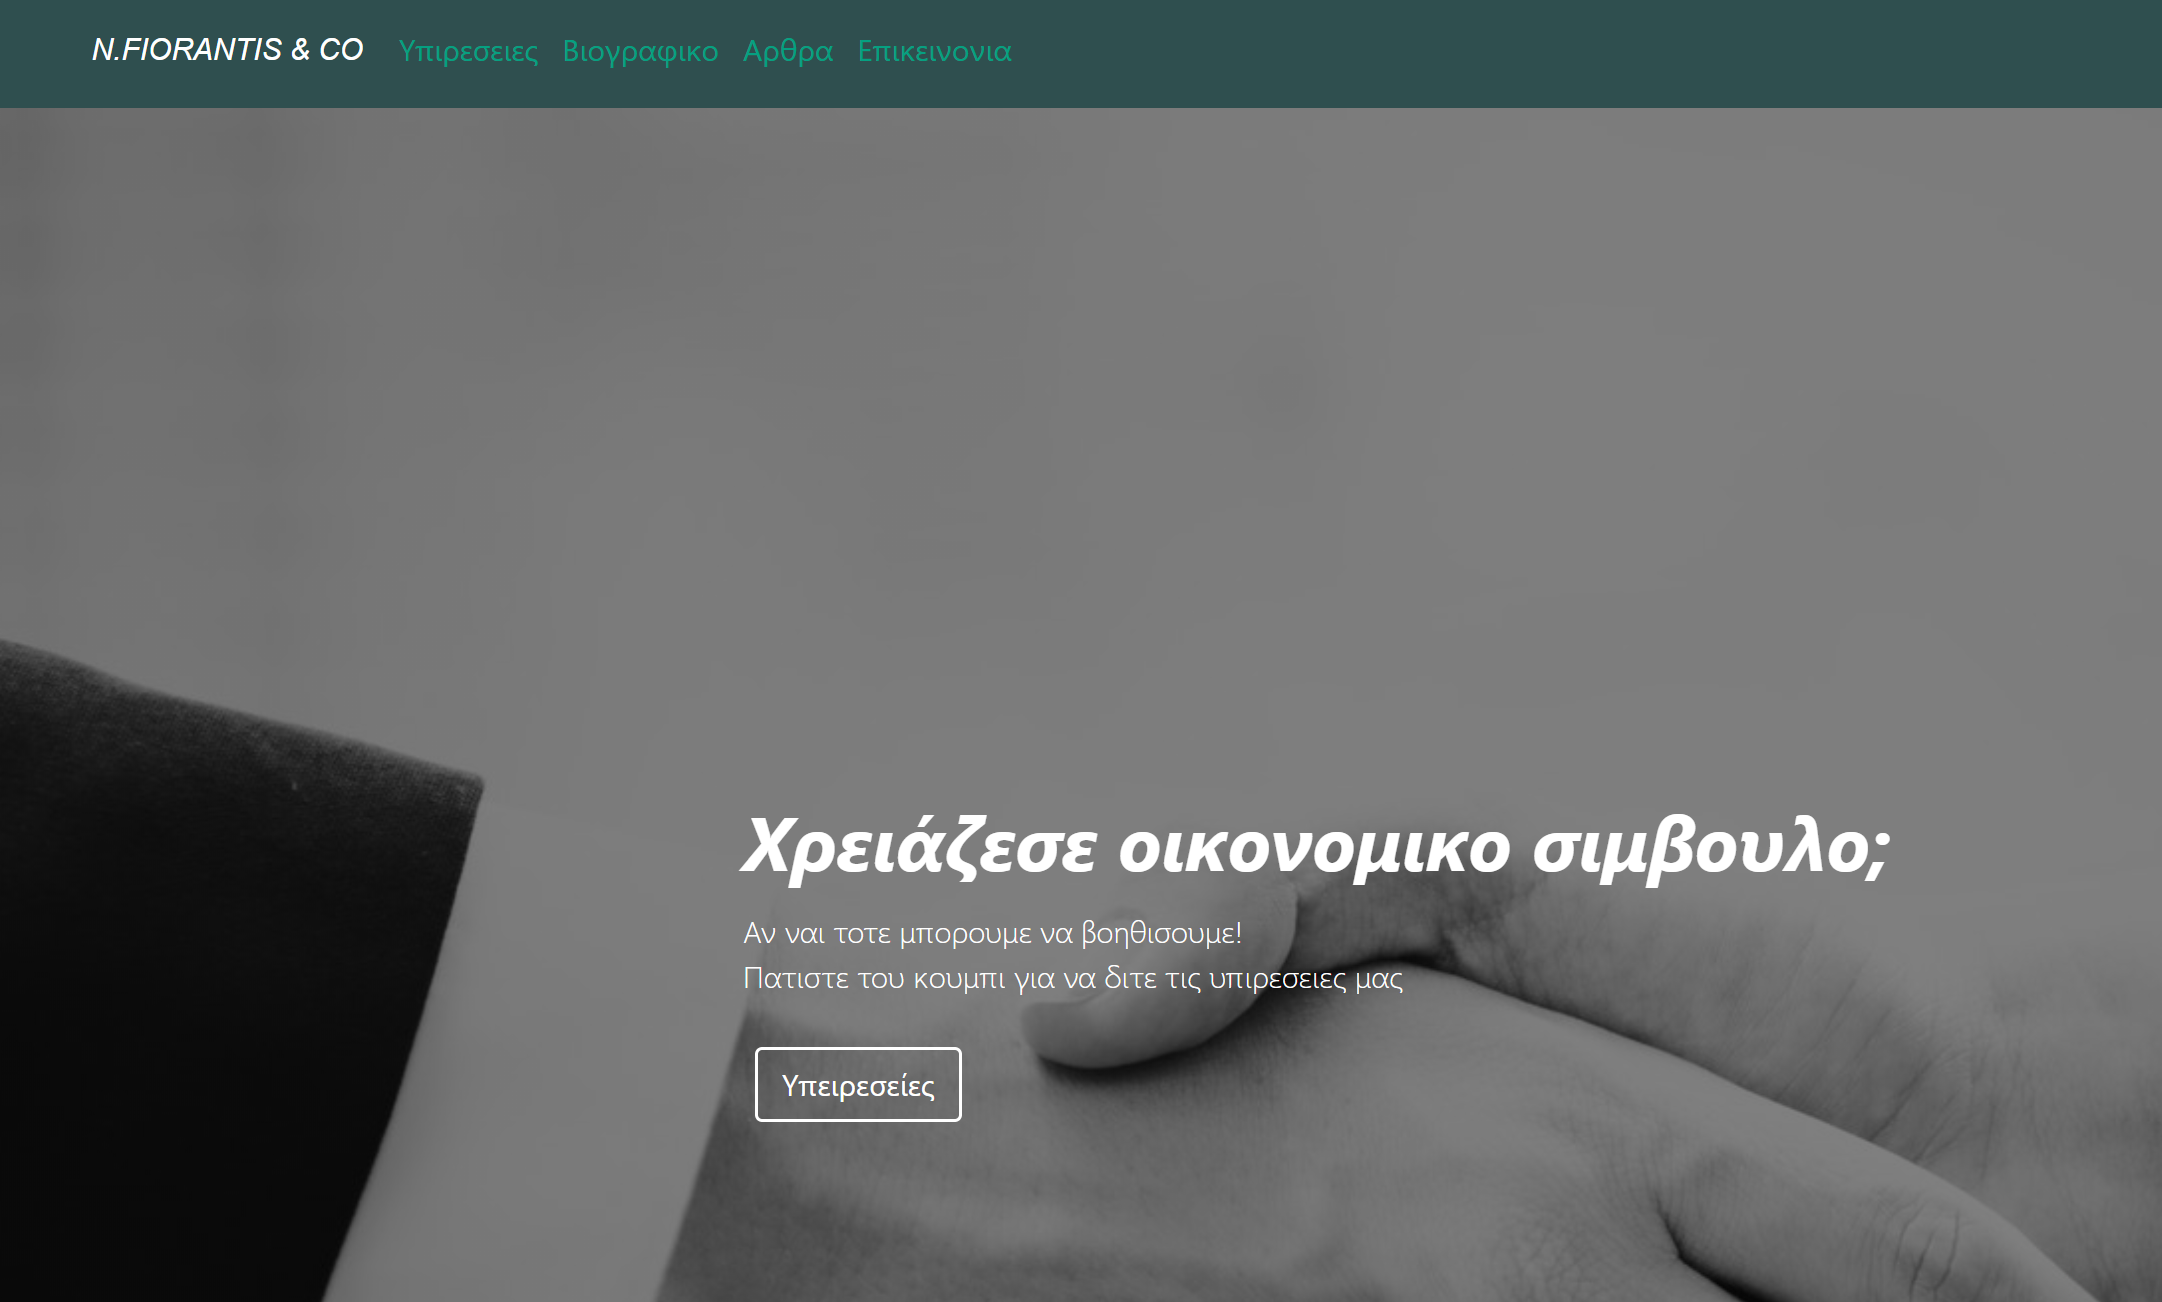 N.FIORANTIS & CO Υπιρεσειες Βιογραφικο Αρθρα Επικεινονια
Χρειάζεσε οικονομικο σιμβουλο;
Αν ναι τοτε μπορουμε να βοηθισουμε!
Πατιστε του κουμπι για να διτε τις υπιρεσειες μας
Υπειρεσείες